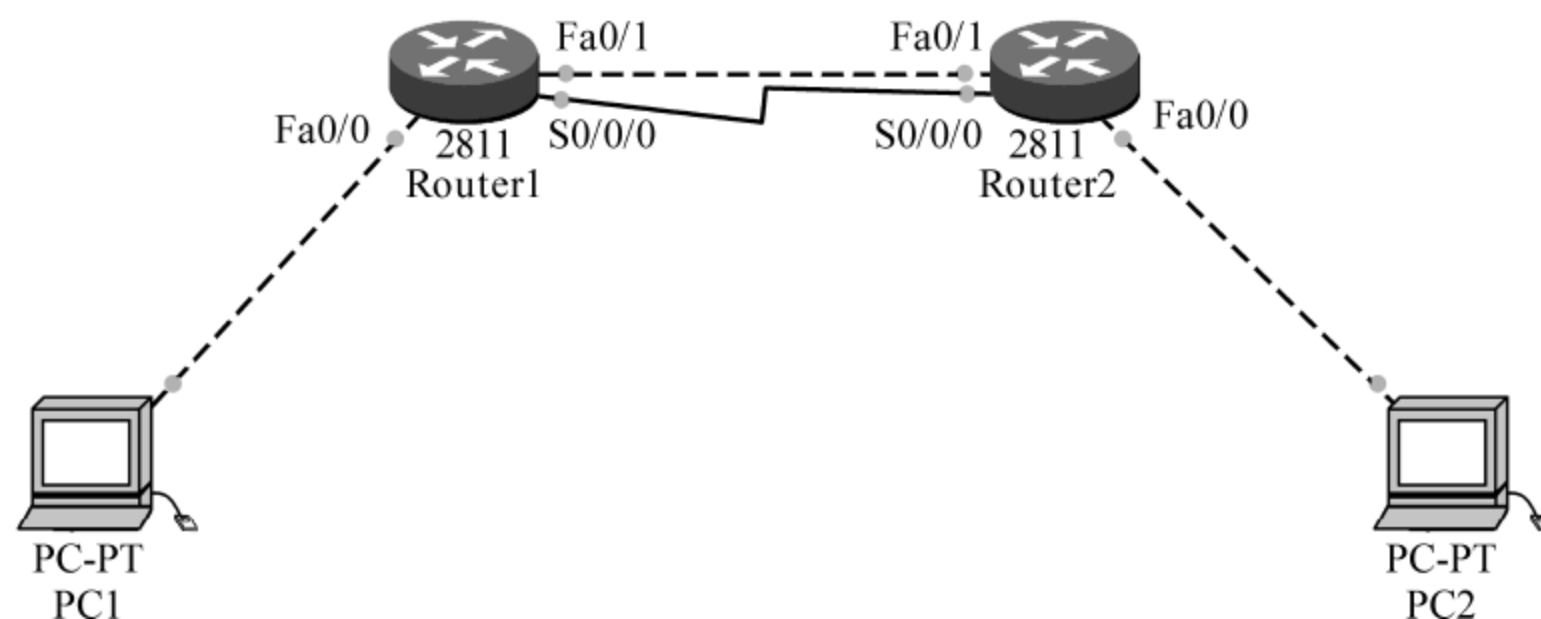 Fa0/1
Fa0/1
Fa0/0
S0/0/0
S0/0/0
Fa0/0
2811
Router1
2811
Router2
PC-PT
PC1
PC-PT
PC2